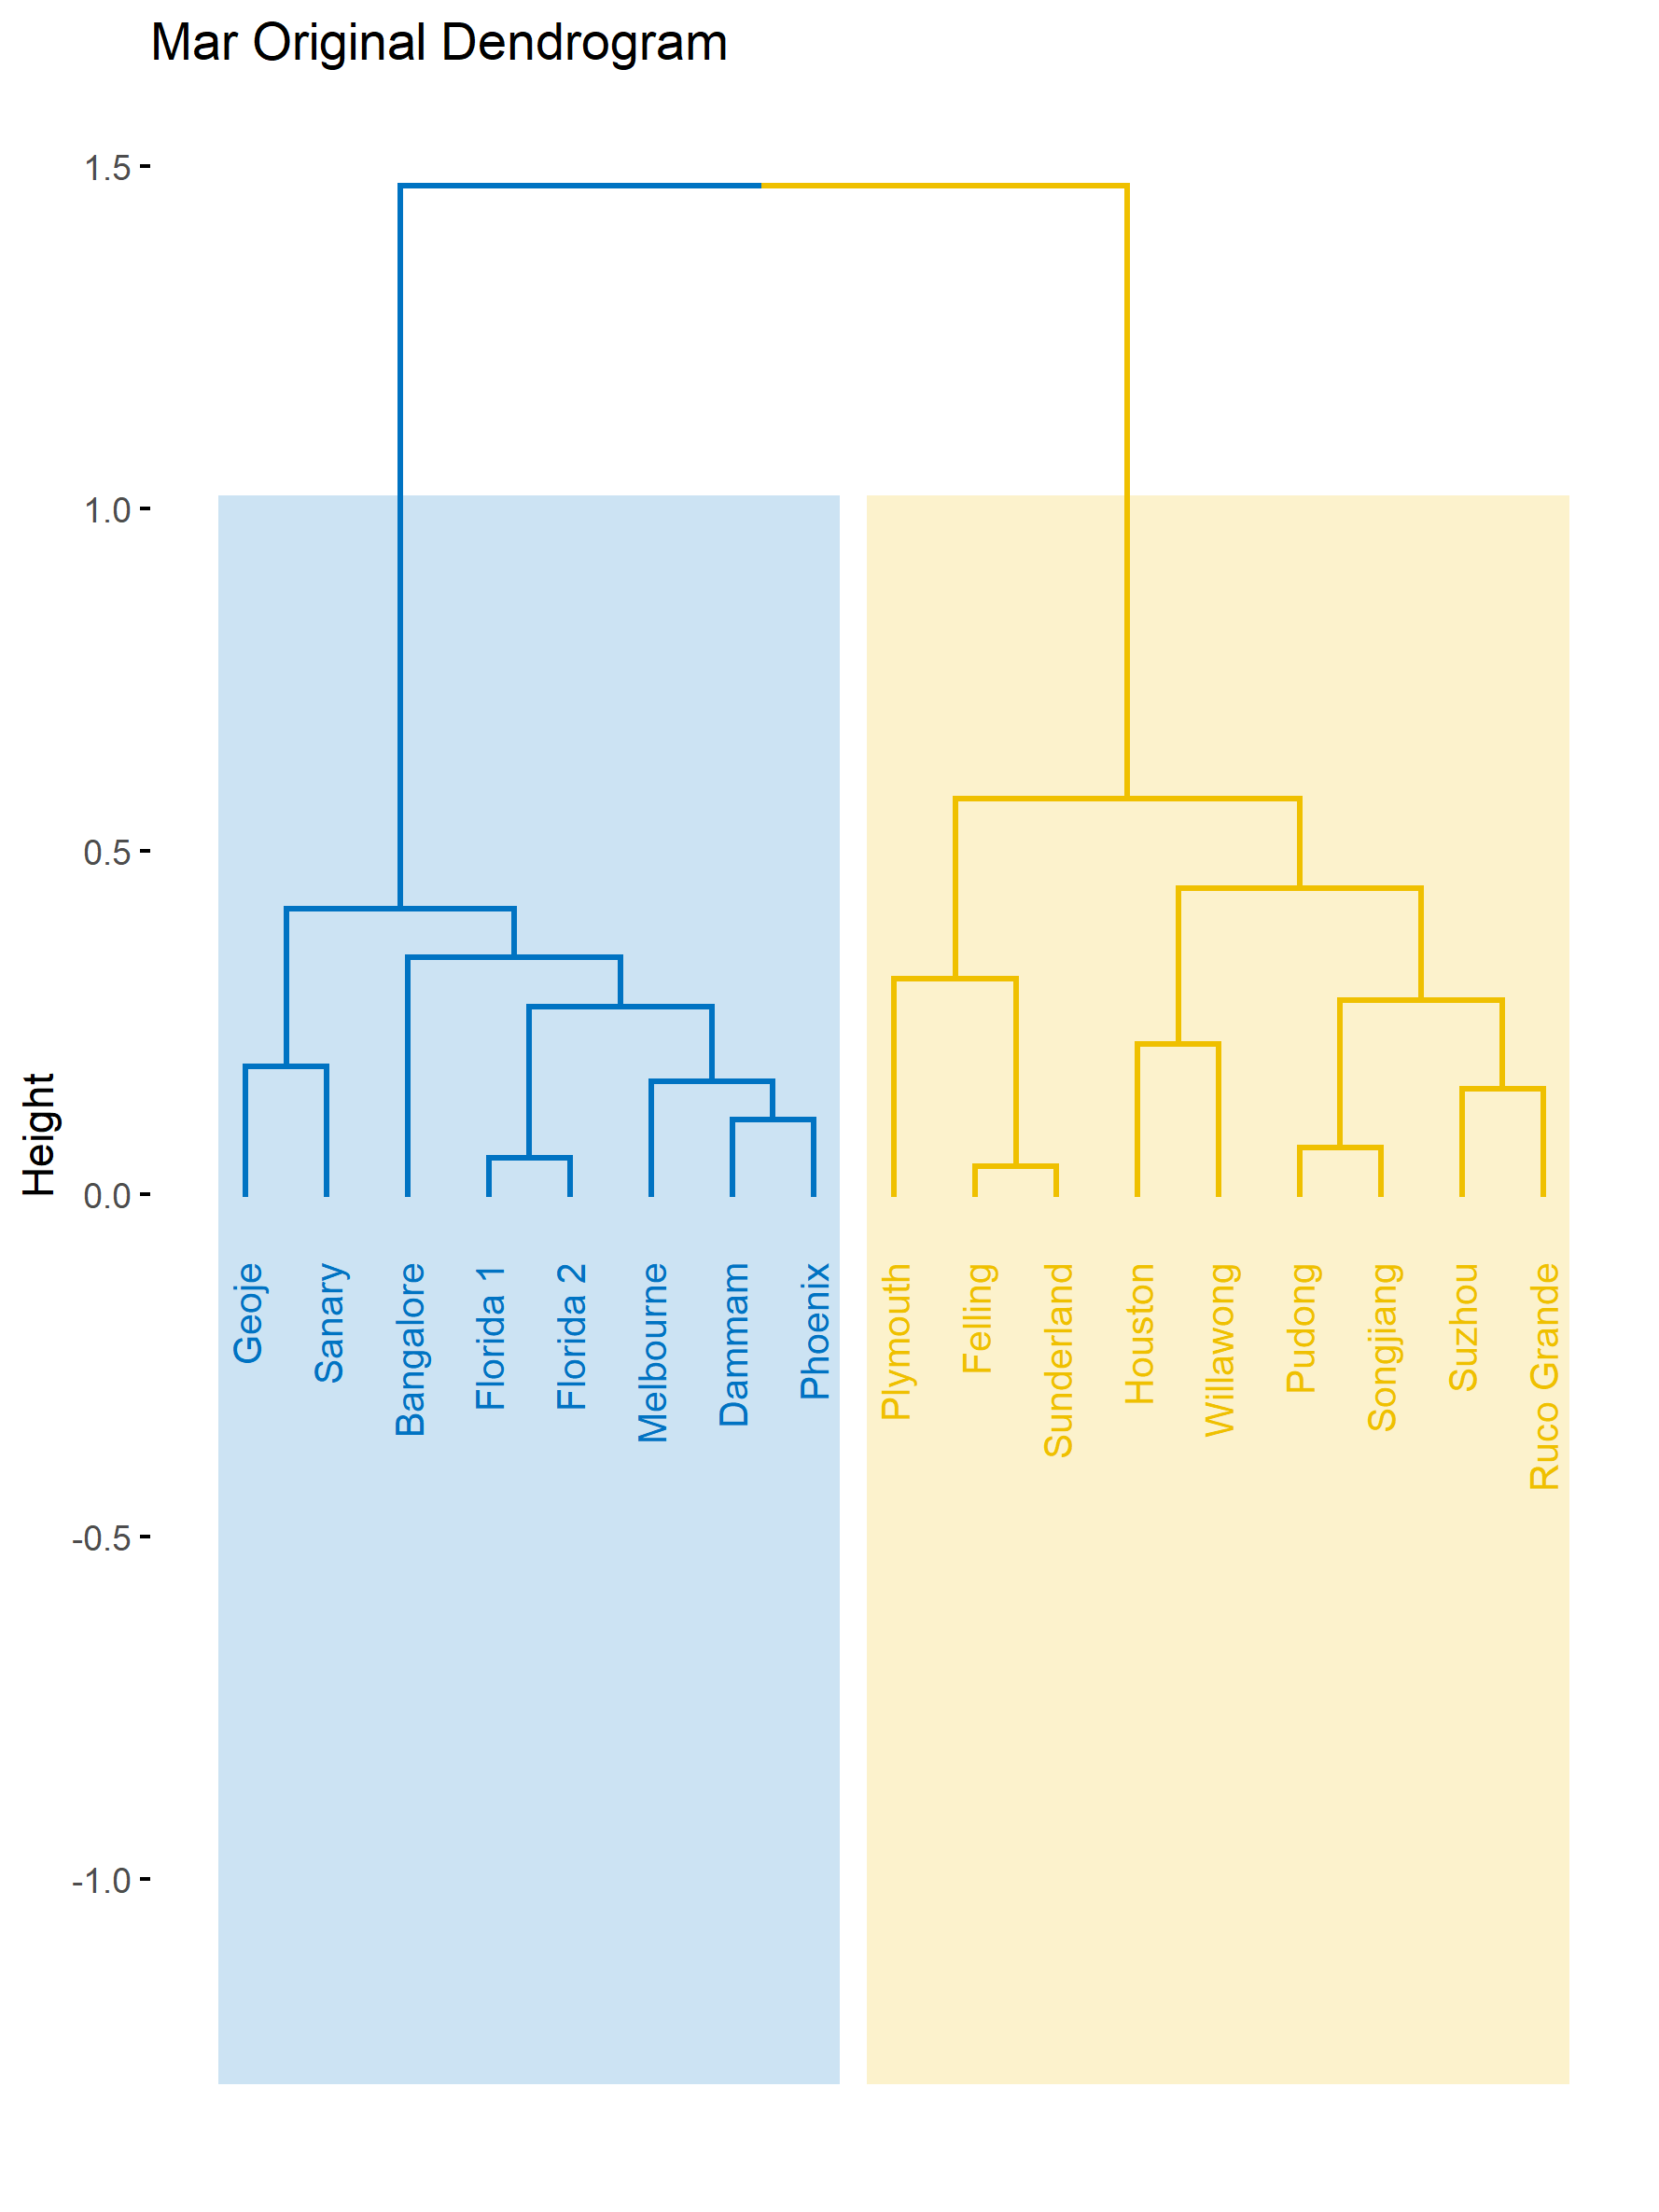 Mar Original Dendrogram
1.5
1.0
0.5
0.0
-0.5
-1.0
Height
Geoje
Sanary
Bangalore
Florida 1
Florida 2
Melbourne
Dammam
Phoenix
Plymouth
Felling
Sunderland
Houston
Willawong
Pudong
Songjiang
Suzhou
Ruco Grande